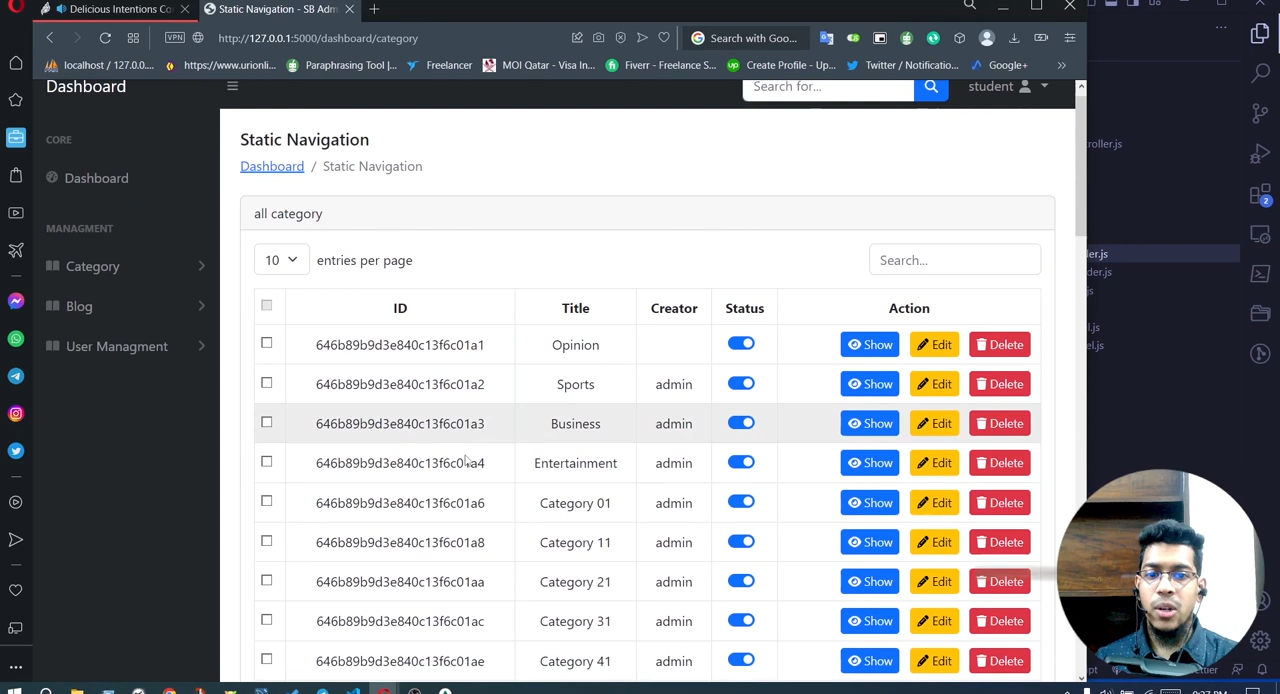 Delicious Intentions Co
Static Navigation - SB Adm
VPN
http://127.0.0.1:5000/dashboard/category
Search with Goo...
localhost / 127.0....
https://www.urionli...
Paraphrasing Tool |...
Freelancer
MOI Qatar - Visa In...
Fiverr - Freelance S...
Create Profile - Up...
Twitter / Notificatio...
Google+
Dashboard
Search for...
student
CORE
Dashboard
MANAGMENT
Category
Blog
User Managment
Static Navigation
Dashboard / Static Navigation
all category
10 entries per page
Search...
ID Title Creator Status Action
646b89b9d3e840c13f6c01a1 Opinion Show Edit Delete
646b89b9d3e840c13f6c01a2 Sports admin Show Edit Delete
646b89b9d3e840c13f6c01a3 Business admin Show Edit Delete
646b89b9d3e840c13f6c01a4 Entertainment admin Show Edit Delete
646b89b9d3e840c13f6c01a6 Category 01 admin Show Edit Delete
646b89b9d3e840c13f6c01a8 Category 11 admin Show Edit Delete
646b89b9d3e840c13f6c01aa Category 21 admin Show Edit Delete
646b89b9d3e840c13f6c01ac Category 31 admin Show Edit Delete
646b89b9d3e840c13f6c01ae Category 41 admin Show Edit Delete
roller.js
ler.js
der.js
2